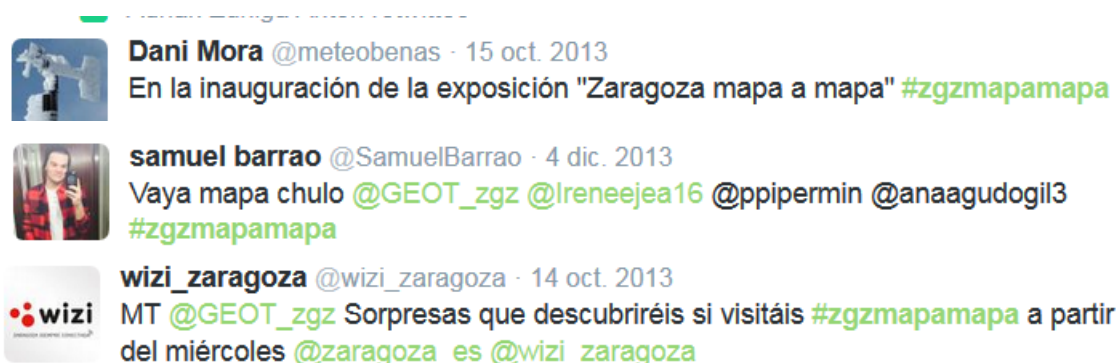 Dani Mora @meteobenas · 15 oct. 2013
En la inauguración de la exposición "Zaragoza mapa a mapa" #zgzmapamapa
samuel barrao @SamuelBarrao · 4 dic. 2013
Vaya mapa chulo @GEOT_zgz @Ireneejea16 @ppipermin @anaagudogil3
#zgzmapamapa
wizi_zaragoza @wizi_zaragoza · 14 oct. 2013
wizi
MT @GEOT_zgz Sorpresas que descubriréis si visitáis #zgzmapamapa a partir
del miércoles @zaragoza_es @wizi_zaragoza